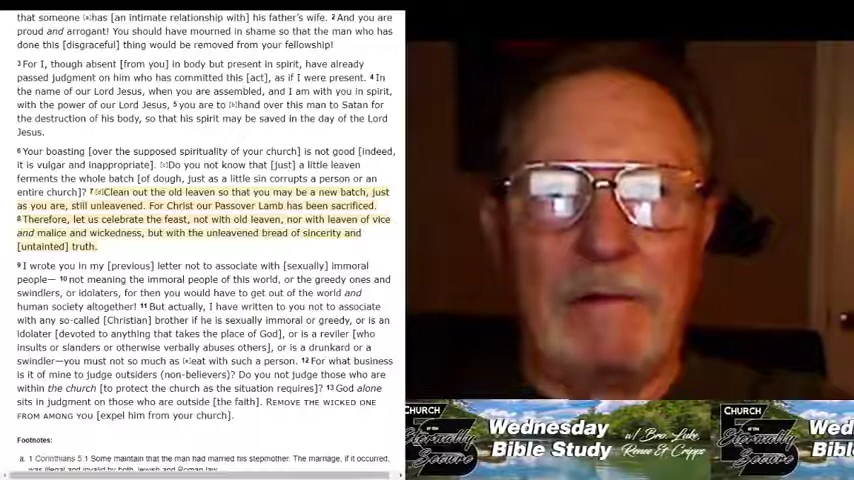 that someone [a]has [an intimate relationship with] his father's wife. 2 And you are
proud and arrogant! You should have mourned in shame so that the man who has
done this [disgraceful] thing would be removed from your fellowship!
3 For I, though absent [from you] in body but present in spirit, have already
passed judgment on him who has committed this [act], as if I were present. 4 In
the name of our Lord Jesus, when you are assembled, and I am with you in spirit,
with the power of our Lord Jesus, 5 you are to [b]hand over this man to Satan for
the destruction of his body, so that his spirit may be saved in the day of the Lord
Jesus.
6 Your boasting [over the supposed spirituality of your church] is not good [indeed,
it is vulgar and inappropriate]. [c]Do you not know that [just] a little leaven
ferments the whole batch [of dough, just as a little sin corrupts a person or an
entire church]? 7 [d]Clean out the old leaven so that you may be a new batch, just
as you are, still unleavened. For Christ our Passover Lamb has been sacrificed.
8 Therefore, let us celebrate the feast, not with old leaven, nor with leaven of vice
and malice and wickedness, but with the unleavened bread of sincerity and
[untainted] truth.
9 I wrote you in my [previous] letter not to associate with [sexually] immoral
people— 10 not meaning the immoral people of this world, or the greedy ones and
swindlers, or idolaters, for then you would have to get out of the world and
human society altogether! 11 But actually, I have written to you not to associate
with any so-called [Christian] brother if he is sexually immoral or greedy, or is an
idolater [devoted to anything that takes the place of God], or is a reviler [who
insults or slanders or otherwise verbally abuses others], or is a drunkard or a
swindler—you must not so much as [e]eat with such a person. 12 For what business
is it of mine to judge outsiders (non-believers)? Do you not judge those who are
within the church [to protect the church as the situation requires]? 13 God alone
sits in judgment on those who are outside [the faith]. REMOVE THE WICKED ONE
FROM AMONG YOU [expel him from your church].
Footnotes:
a. 1 Corinthians 5:1 Some maintain that the man had married his stepmother. The marriage, if it occurred,
was illegal and invalid by both Jewish and Roman law.
CHURCH
of the
Eternally
Secure
Wednesday
Bible Study
w/ Bro. Luke,
Renee & Cripps
CHURCH
of the
Eternally
Secure
Wed
Bible